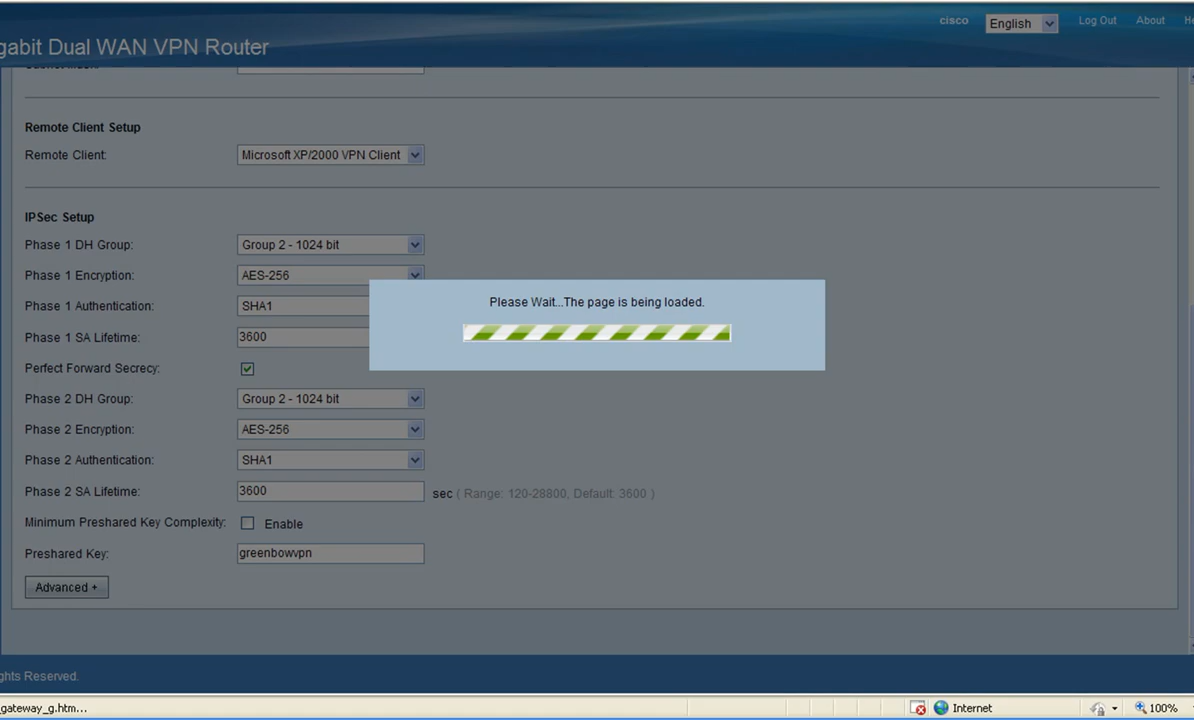 cisco English Log Out About
gabit Dual WAN VPN Router
Remote Client Setup
Remote Client: Microsoft XP/2000 VPN Client
IPSec Setup
Phase 1 DH Group: Group 2 - 1024 bit
Phase 1 Encryption: AES-256
Please Wait...The page is being loaded.
Phase 1 Authentication: SHA1
Phase 1 SA Lifetime: 3600
Perfect Forward Secrecy:
Phase 2 DH Group: Group 2 - 1024 bit
Phase 2 Encryption: AES-256
Phase 2 Authentication: SHA1
Phase 2 SA Lifetime: 3600 sec ( Range: 120-28800, Default: 3600 )
Minimum Preshared Key Complexity: Enable
Preshared Key: greenbowvpn
Advanced +
ghts Reserved.
_gateway_g.htm... Internet 100%